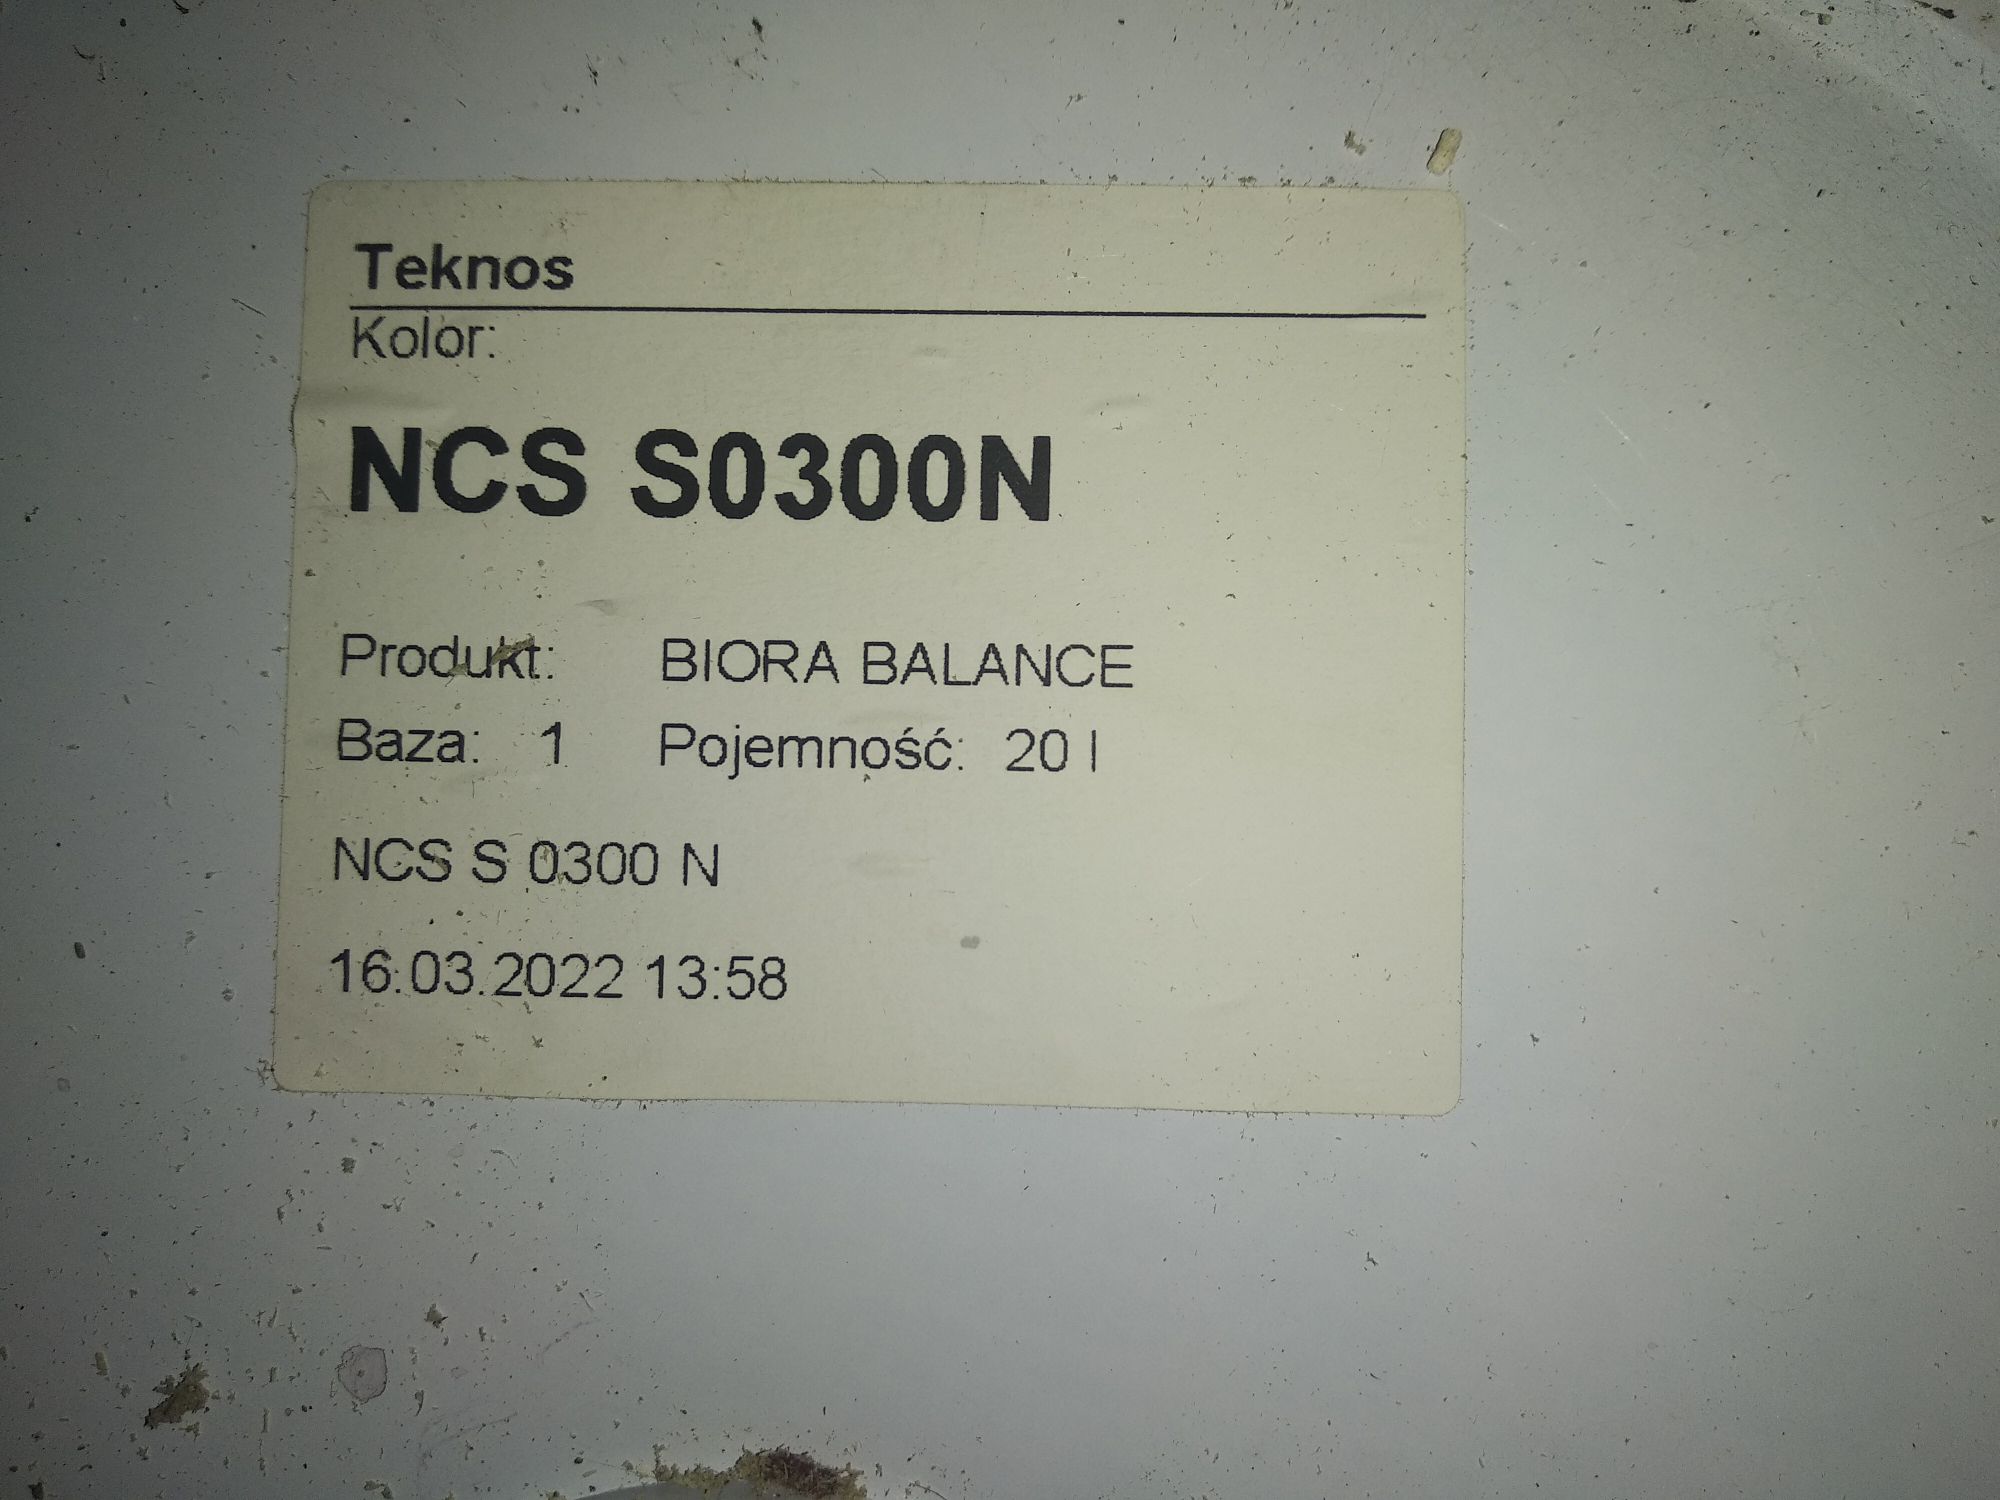 Teknos
Kolor:
NCS S0300N
Produkt: BIORA BALANCE
Baza: 1 Pojemność: 20 l
NCS S 0300 N
16.03.2022 13:58